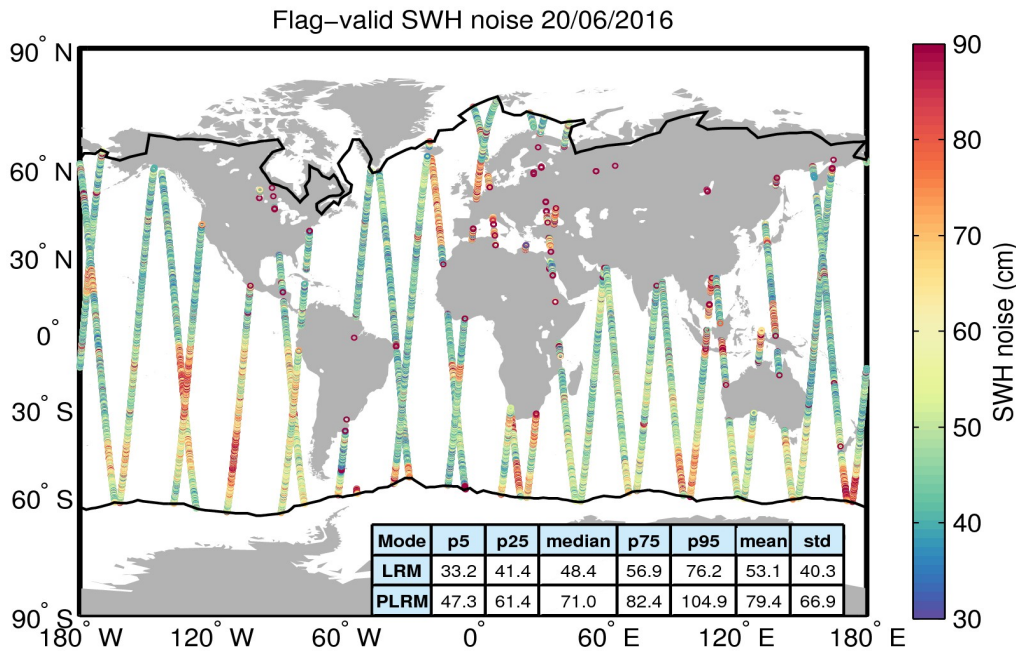 Flag−valid SWH noise 20/06/2016
90° N
60° N
30° N
0°
30° S
60° S
90° S
180° W
120° W
60° W
0°
60° E
120° E
180° E
Mode p5 p25 median p75 p95 mean std
LRM 33.2 41.4 48.4 56.9 76.2 53.1 40.3
PLRM 47.3 61.4 71.0 82.4 104.9 79.4 66.9
90
80
70
60
50
40
30
SWH noise (cm)